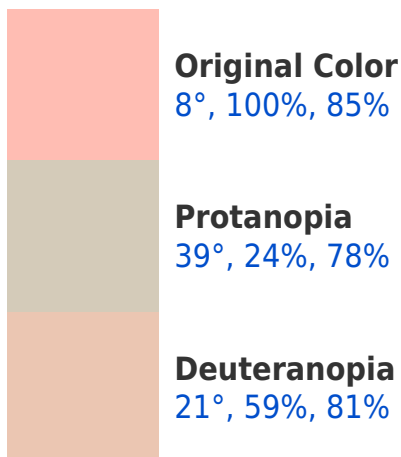 Original Color
8°, 100%, 85%
Protanopia
39°, 24%, 78%
Deuteranopia
21°, 59%, 81%